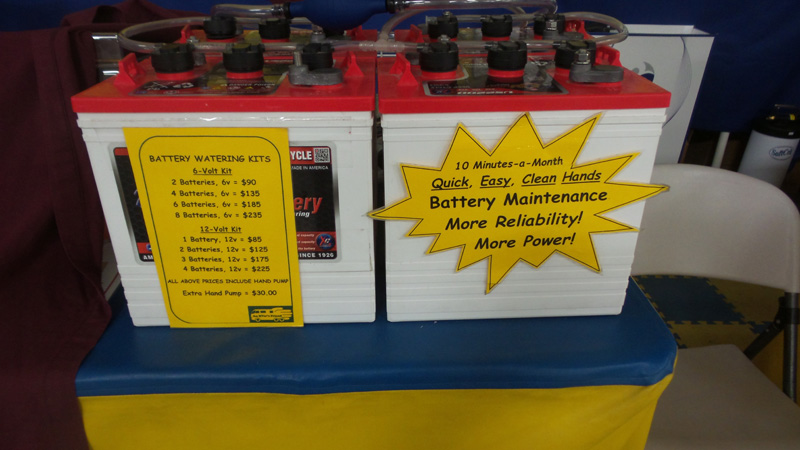 BATTERY WATERING KITS
6-Volt Kit
2 Batteries, 6v = $90
4 Batteries, 6v = $135
6 Batteries, 6v = $185
8 Batteries, 6v = $235
12-Volt Kit
1 Battery, 12v = $85
2 Batteries, 12v = $125
3 Batteries, 12v = $175
4 Batteries, 12v = $225
ALL ABOVE PRICES INCLUDE HAND PUMP
Extra Hand Pump = $30.00
CYCLE
MADE IN AMERICA
SINCE 1926
10 Minutes-a-Month
Quick, Easy, Clean Hands
Battery Maintenance
More Reliability!
More Power!